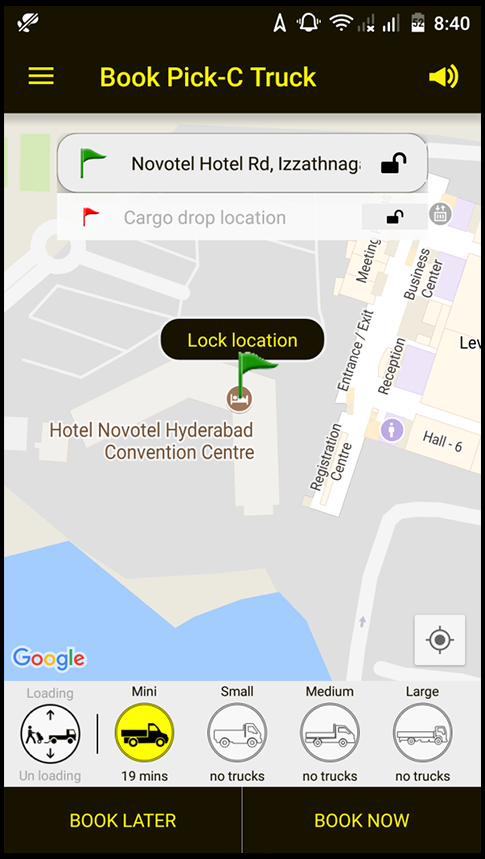 52
8:40
Book Pick-C Truck
Novotel Hotel Rd, Izzathnag
Cargo drop location
Meeting
Business
Center
Lock location
Entrance / Exit
Reception
Lev
Hotel Novotel Hyderabad
Convention Centre
Registration
Centre
Hall - 6
Google
Loading
Un loading
Mini
19 mins
Small
no trucks
Medium
no trucks
Large
no trucks
BOOK LATER
BOOK NOW